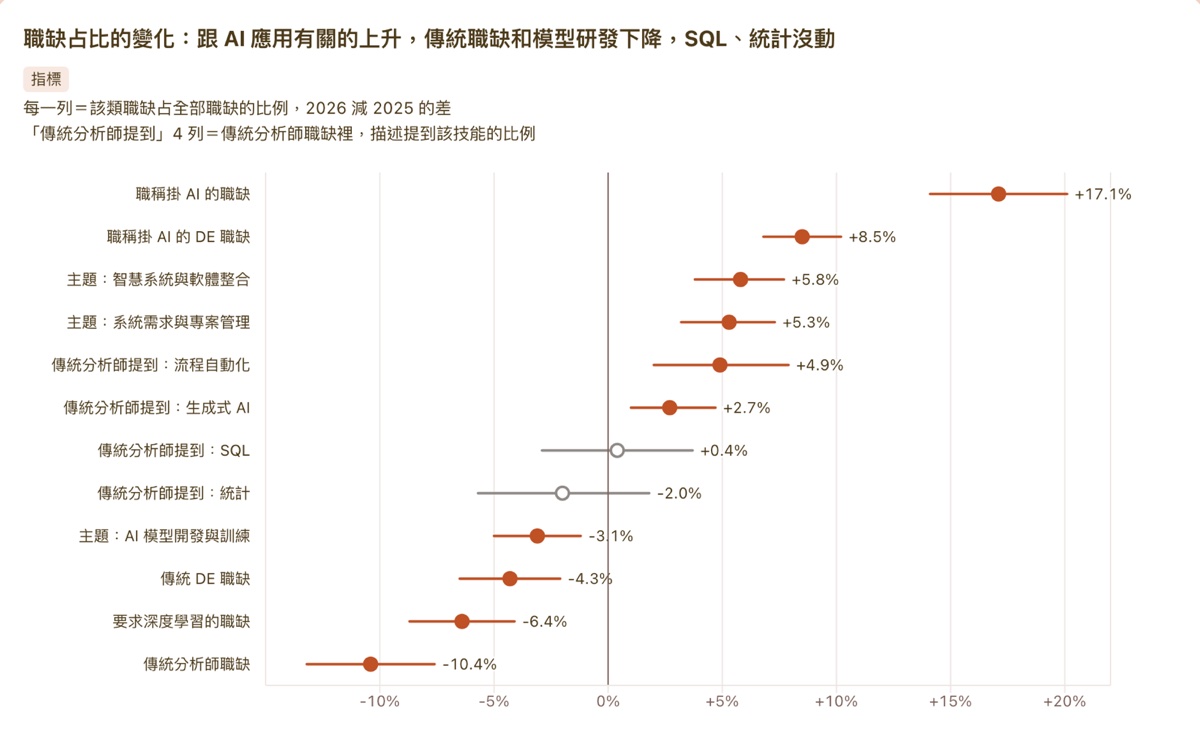 職缺占比的變化：跟 AI 應用有關的上升，傳統職缺和模型研發下降，SQL、統計沒動
指標
每一列＝該類職缺占全部職缺的比例，2026 減 2025 的差
「傳統分析師提到」4 列＝傳統分析師職缺裡，描述提到該技能的比例
職稱掛 AI 的職缺 +17.1%
職稱掛 AI 的 DE 職缺 +8.5%
主題：智慧系統與軟體整合 +5.8%
主題：系統需求與專案管理 +5.3%
傳統分析師提到：流程自動化 +4.9%
傳統分析師提到：生成式 AI +2.7%
傳統分析師提到：SQL +0.4%
傳統分析師提到：統計 -2.0%
主題：AI 模型開發與訓練 -3.1%
傳統 DE 職缺 -4.3%
要求深度學習的職缺 -6.4%
傳統分析師職缺 -10.4%
-10% -5% 0% +5% +10% +15% +20%